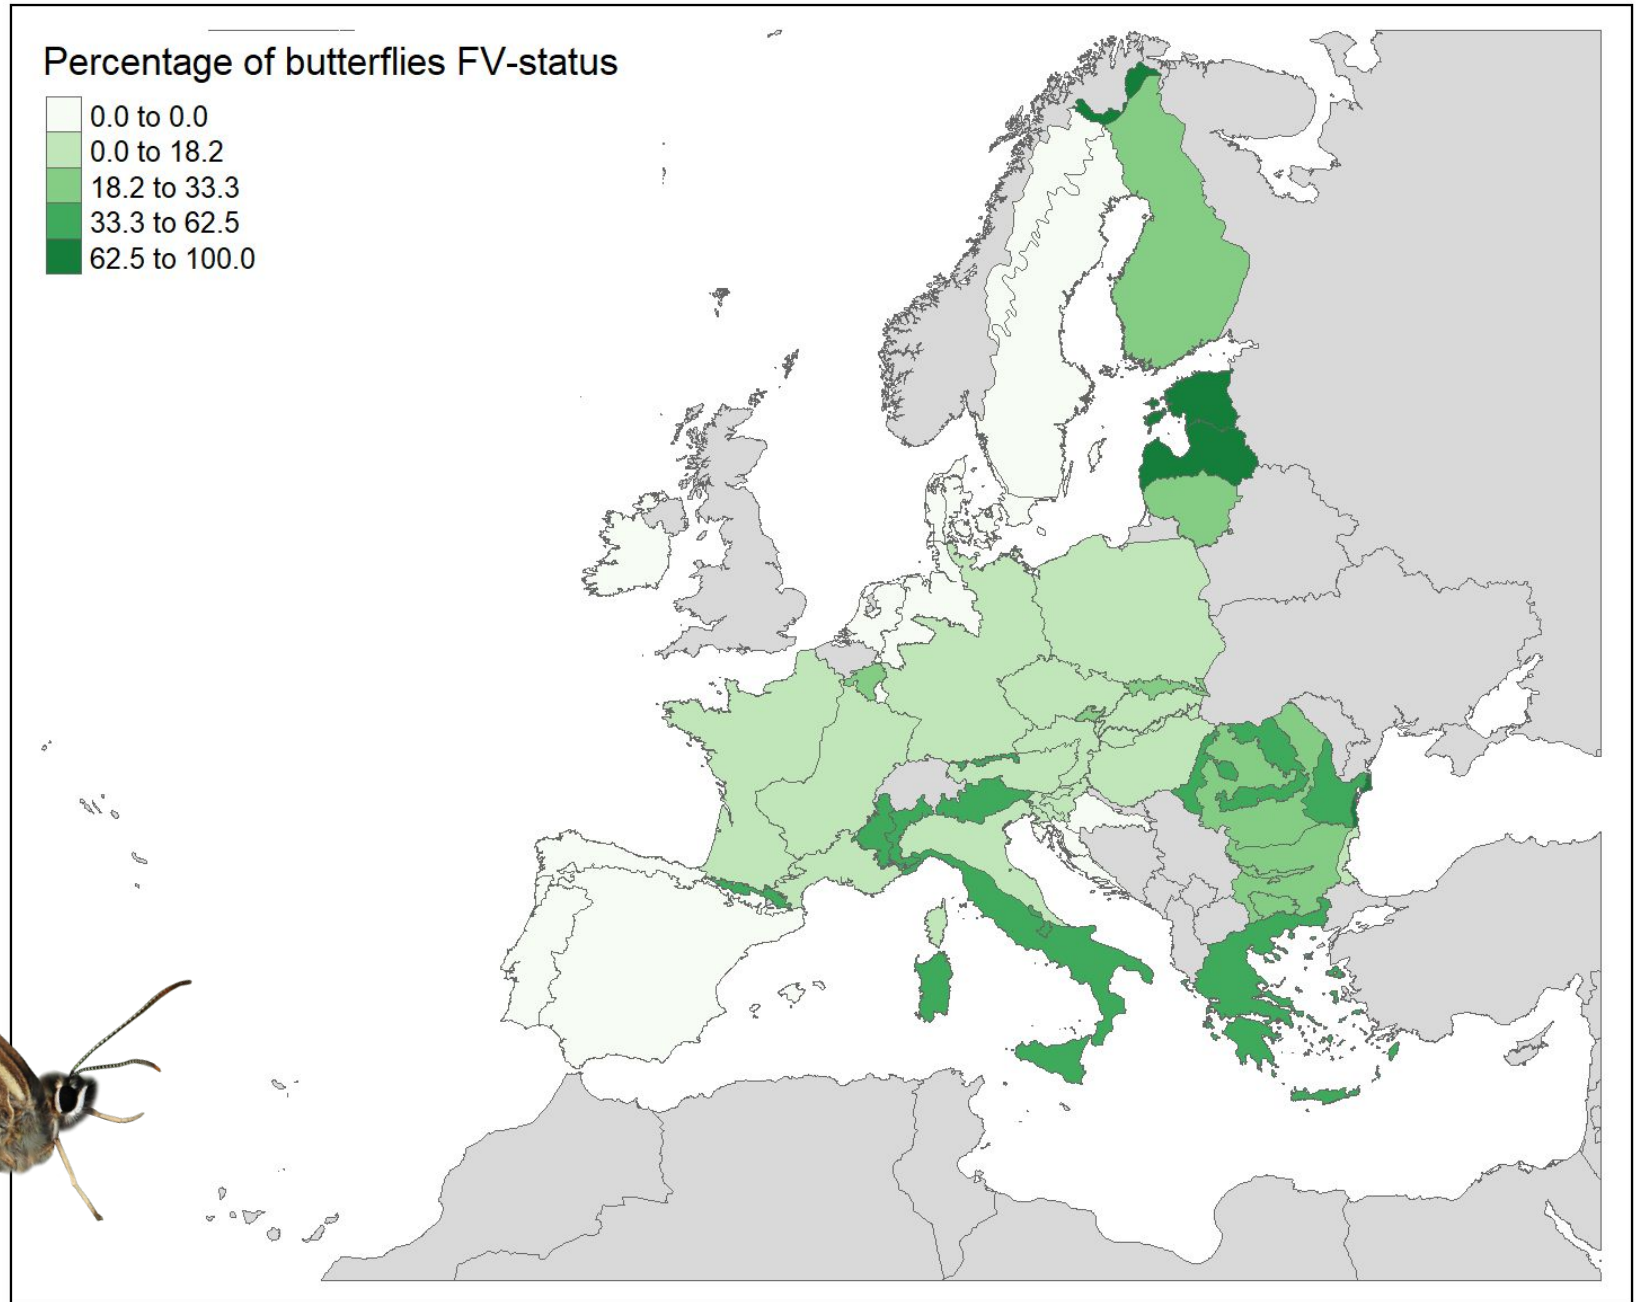 Percentage of butterflies FV-status
0.0 to 0.0
0.0 to 18.2
18.2 to 33.3
33.3 to 62.5
62.5 to 100.0